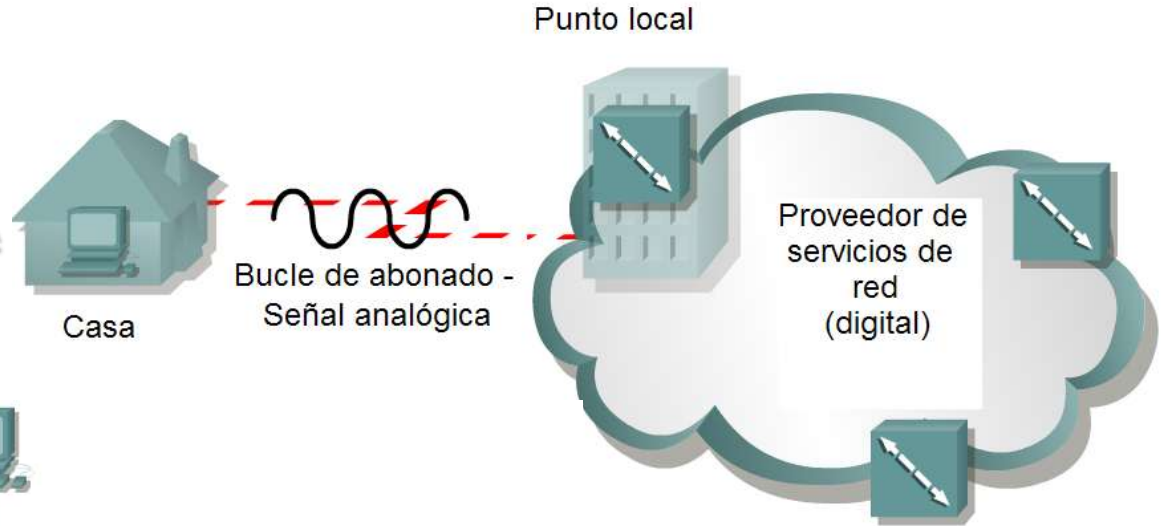 Punto local
Proveedor de
servicios de
red
(digital)
Bucle de abonado -
Señal analógica
Casa